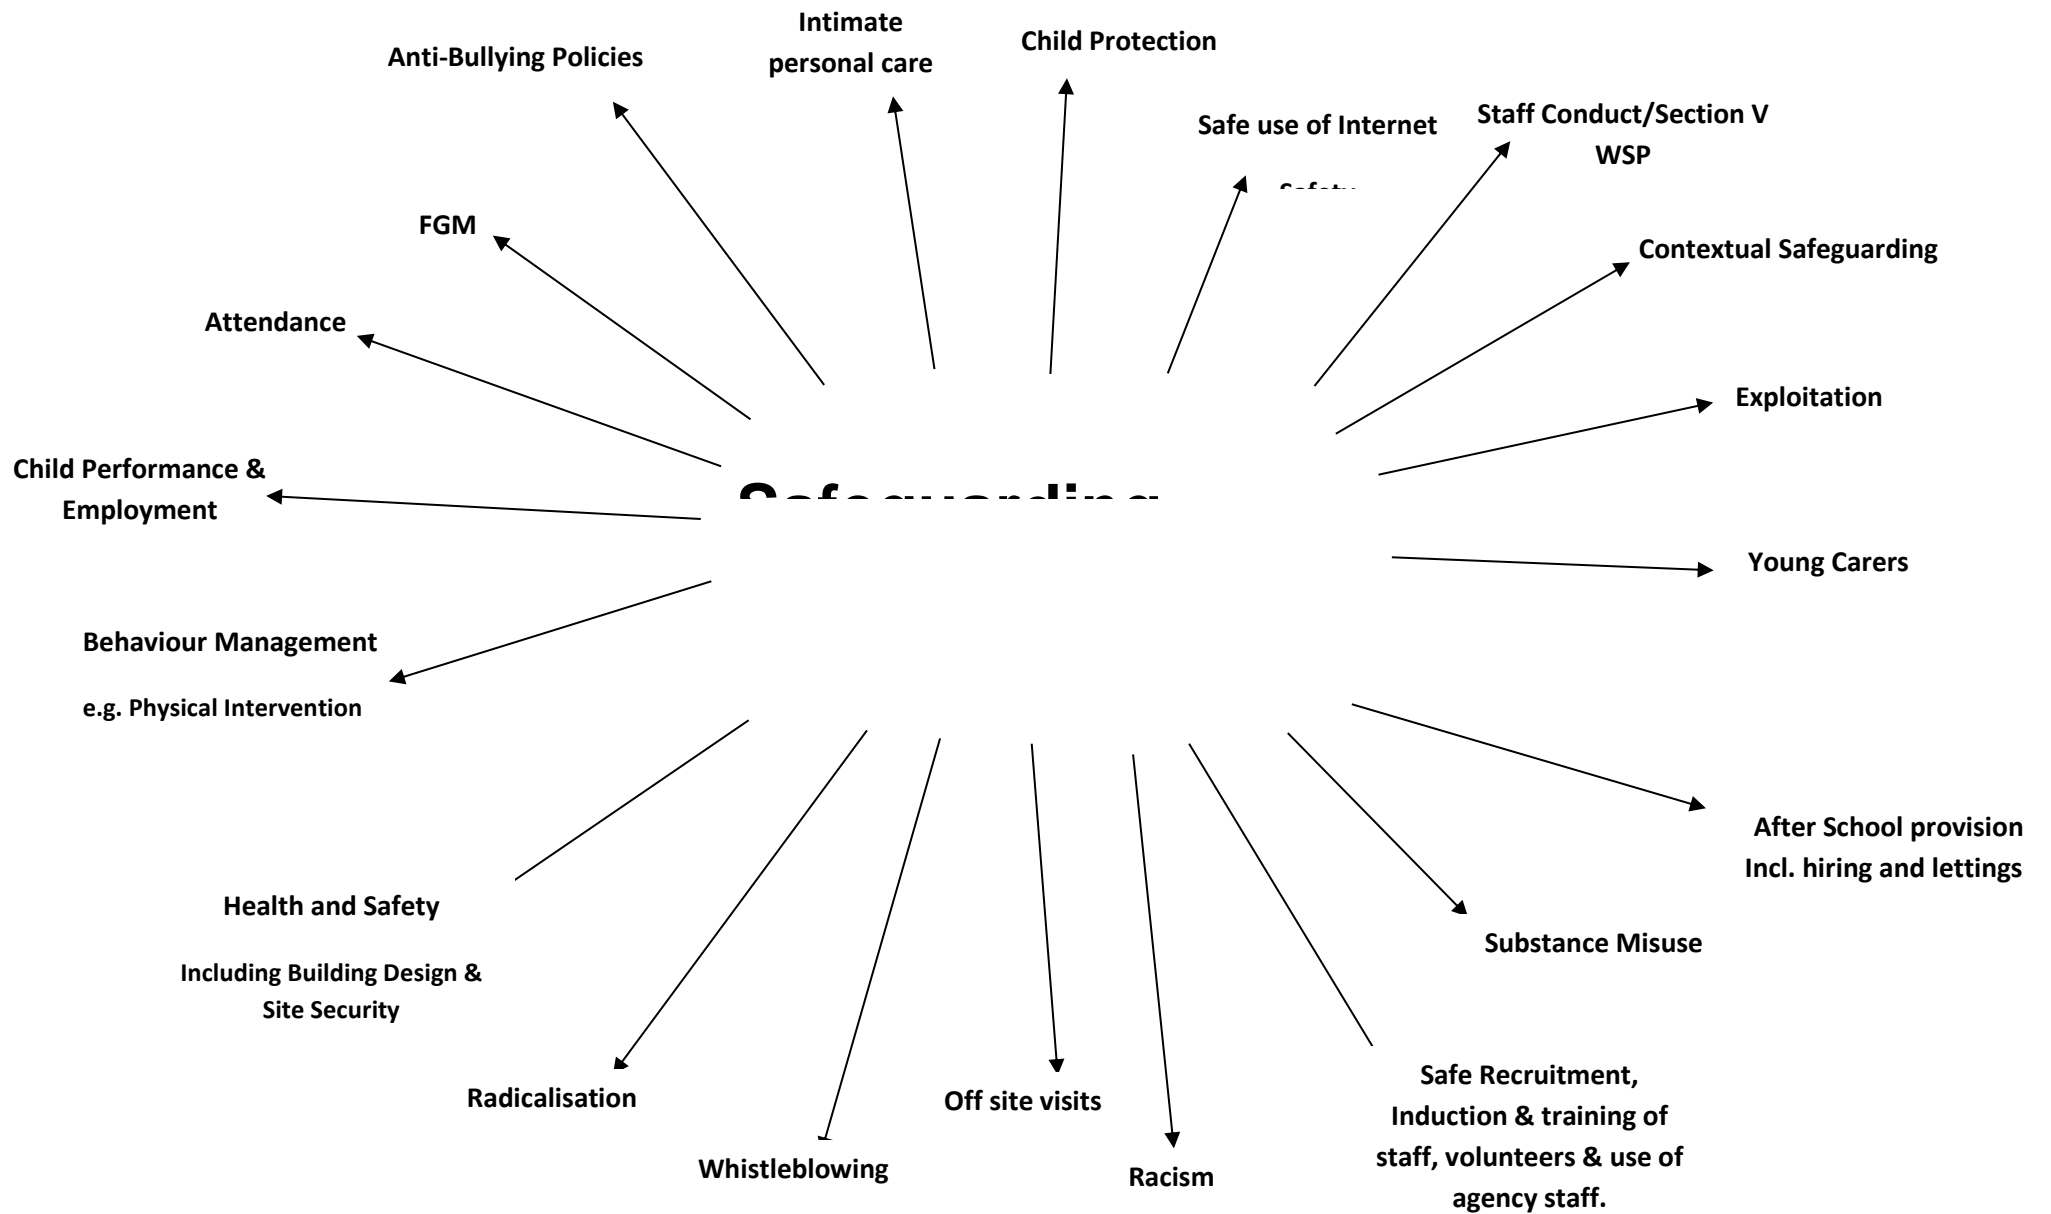 Intimate
personal care
Anti-Bullying Policies
Child Protection
Safe use of Internet
Safety
Staff Conduct/Section V
WSP
FGM
Contextual Safeguarding
Attendance
Exploitation
Child Performance &
Employment
Safeguarding
Young Carers
Behaviour Management
e.g. Physical Intervention
After School provision
Incl. hiring and lettings
Health and Safety
Including Building Design &
Site Security
Substance Misuse
Radicalisation
Off site visits
Whistleblowing
Racism
Safe Recruitment,
Induction & training of
staff, volunteers & use of
agency staff.